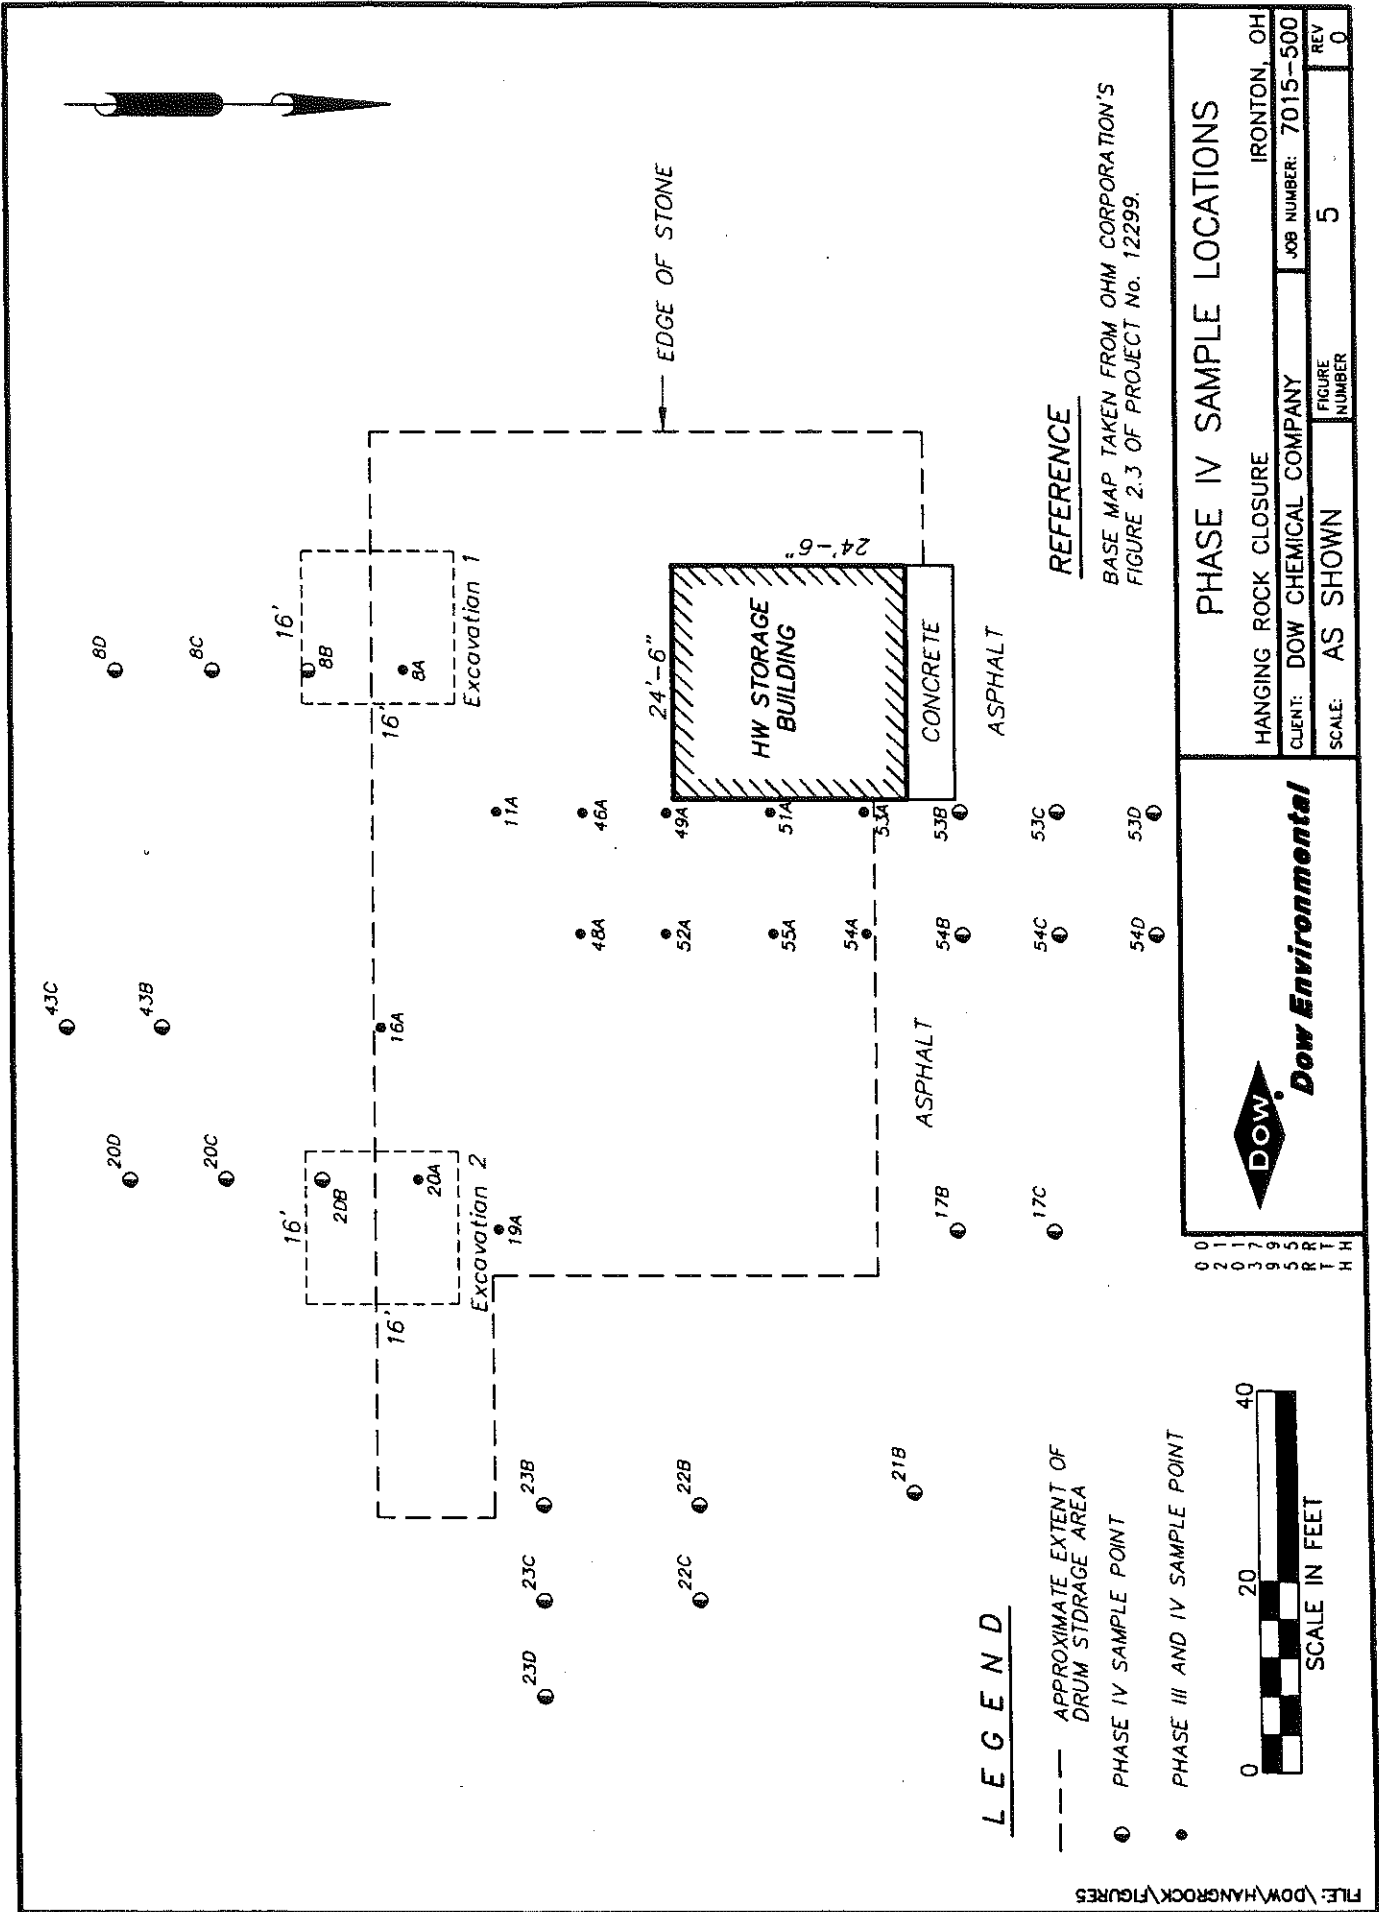 43C
43B
20D
20C
20B
20A
8D
8C
8B
8A
16'
16'
Excavation 2
16'
16'
Excavation 1
19A
16A
11A
48A
46A
52A
49A
55A
51A
54A
53A
54B
53B
54C
53C
54D
53D
17B
17C
23D
23C
23B
22C
22B
21B
EDGE OF STONE
24'-6"
24'-6"
HW STORAGE
BUILDING
CONCRETE
ASPHALT
ASPHALT
REFERENCE
BASE MAP TAKEN FROM OHM CORPORATION'S
FIGURE 2.3 OF PROJECT No. 12299.
LEGEND
APPROXIMATE EXTENT OF
DRUM STORAGE AREA
PHASE IV SAMPLE POINT
PHASE III AND IV SAMPLE POINT
0 20 40
SCALE IN FEET
02013795RTH
01 
DOW
Dow Environmental
PHASE IV SAMPLE LOCATIONS
HANGING ROCK CLOSURE IRONTON, OH
CLIENT: DOW CHEMICAL COMPANY JOB NUMBER: 7015-500
SCALE: AS SHOWN FIGURE NUMBER 5 REV 0
FILE: \DOW\HANGROCK\FIGURES